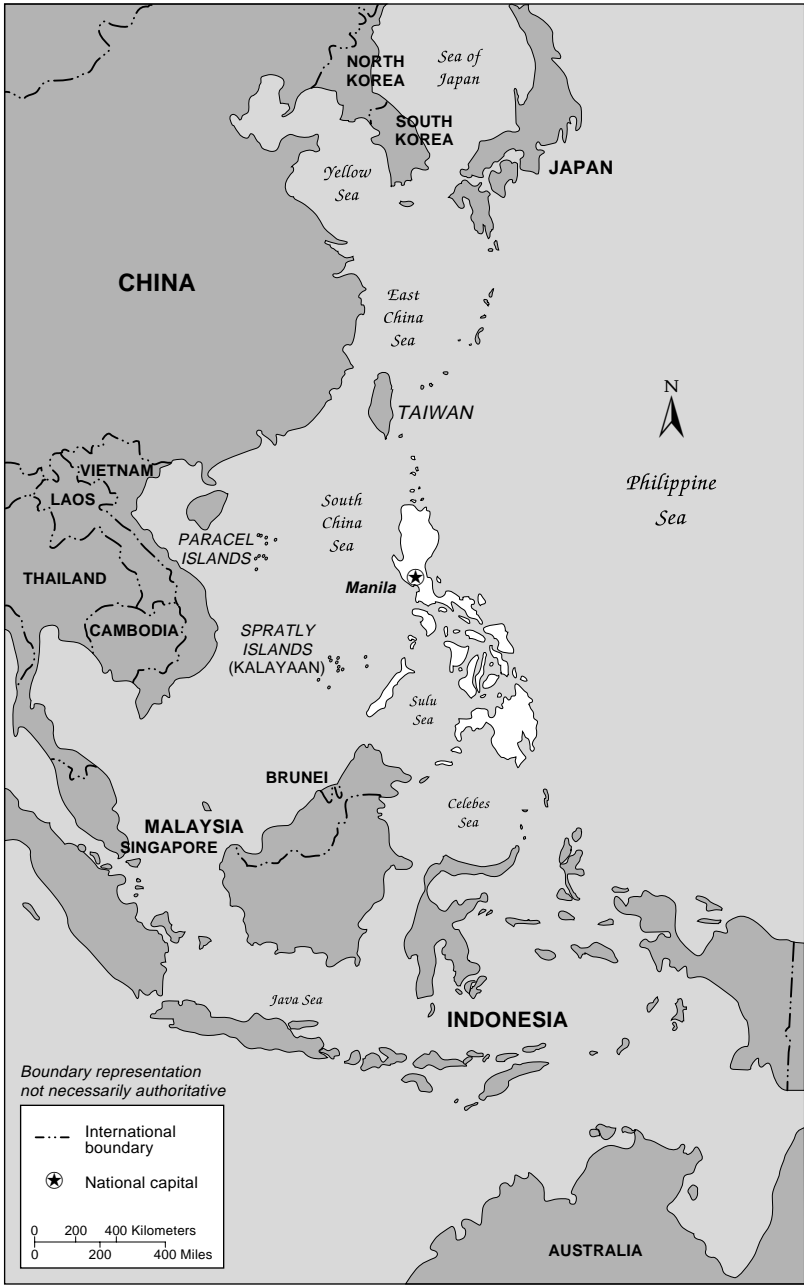 NORTH
KOREA
Sea of
Japan
SOUTH
KOREA
JAPAN
Yellow
Sea
CHINA
East
China
Sea
N
TAIWAN
VIETNAM
LAOS
Philippine
Sea
South
China
Sea
PARACEL
ISLANDS
THAILAND
Manila
CAMBODIA
SPRATLY
ISLANDS
(KALAYAAN)
Sulu
Sea
BRUNEI
Celebes
Sea
MALAYSIA
SINGAPORE
Java Sea
INDONESIA
Boundary representation
not necessarily authoritative
International
boundary
National capital
0 200 400 Kilometers
0 200 400 Miles
AUSTRALIA